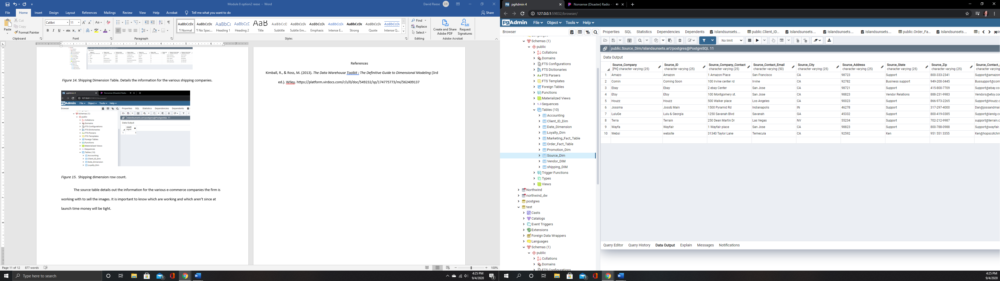 Module 8 option2 reese - Word
David Reese DR
File Home Insert Design Layout References Mailings Review View Help Acrobat Tell me what you want to do Share
Paste Cut
Copy
Format Painter
Calibri 11
AaBbCcDc AaBbCcDc AaBbC( AaBbCcC AaB AaBbCcC AaBbCcDc AaBbCcDc AaBbCcDc AaBbCcDc AaBbCcDc AaBbCcDc
¶ Normal ¶ No Spac... Heading 1 Heading 2 Title Subtitle Subtle Em... Emphasis Intense E... Strong Quote Intense Q...
Find
Replace
Select
Create and Share Adobe PDF
Request Signatures
Clipboard Font Paragraph Styles Editing Adobe Acrobat
Figure 14. Shipping Dimension Table. Details the information for the various shipping companies.
pgAdmin 4 Nonsense (Disaster) Radio -
127.0.0.1:59832/browser/
pgAdmin File Object Tools Help
Browser Properties SQL Statistics Dependencies Dependents
Schemas (1)
public
Collations
Domains
FTS Configurations
FTS Dictionaries
FTS Parsers
FTS Templates
Foreign Tables
Functions
Materialized Views
Sequences
Tables (10)
Accounting
Client_ID_Dim
Date_Dimension
Loyalty_Dim
Islandsunsets.art/postgres@PostgreSQL 11
Data Output
count
bigint
1 5
Figure 15. Shipping dimension row count.
The source table details out the information for the various e-commerce companies the firm is
working with to sell the images. It is important to know which are working and which aren't since at
launch time money will be tight.
References
Kimball, R., & Ross, M. (2013). The Data Warehouse Toolkit : The Definitive Guide to Dimensional Modeling (3rd
ed.). WIley. https://platform.virdocs.com/r/s/0/doc/549232/sp/174775773/mi/562409137
Page 11 of 12 877 words
100%
Type here to search
4:25 PM
9/4/2020
pgAdmin 4 Nonsense (Disaster) Radio -
127.0.0.1:59832/browser/
pgAdmin File Object Tools Help
Browser
Properties SQL Statistics Dependencies Dependents Islandsunsets.... public.Client_ID... Islandsunsets.... Islandsunsets.... Islandsunsets.... public.Order_Fa... Islandsunsets....
No limit
public.Source_Dim/Islandsunsets.art/postgres@PostgreSQL 11
Languages
Schemas (1)
public
Collations
Domains
FTS Configurations
FTS Dictionaries
FTS Parsers
FTS Templates
Foreign Tables
Functions
Materialized Views
Sequences
Tables (10)
Accounting
Client_ID_Dim
Date_Dimension
Loyalty_Dim
Marketing_Fact_Table
Order_Fact_Table
Promotion_Dim
Source_Dim
Vendor_DIM
shipping_DIM
Trigger Functions
Types
Views
Northwind
northwind_dw
postgres
test
Casts
Catalogs
Event Triggers
Extensions
Foreign Data Wrappers
Languages
Schemas (1)
public
Collations
Domains
FTS Configurations
Data Output
Source_Company Source_ID Source_Company_Contact Source_Contact_Email Source_City Source_Address Source_State Source_Zip Source_Contact_
[PK] character varying (25) character varying (25) character varying (25) character varying (50) character varying (25) character varying (25) character varying (25) character varying (25) character varying
1 Amazo Amazon 1 Amazon Place San Francisco CA 98723 Support 800-333-2341 Support@amazon
2 Comin Coming Soon 100 Irvine center rd Irvine CA 92782 Business support 949-200-3445 Bussupport@com
3 Ebay Ebay 2 ebay Center San Jose CA 98721 Support 415-800-7709 Support@ebay.co
4 Etsy Etsy 100 Montgomery st. San Jose CA 98823 Vendor Relations 888-231-9983 Vendors@etsy.co
5 Houzz Houzz 500 Walker place Los Angeles CA 90023 Support 866-973-2265 Support@Houzz.c
6 Jossma Joss& Main 1500 Pyramid Rd Indianapolis IN 46278 Support 317-297-4000 Dan@jossandmai
7 LuluGe Lulu & Georgia 1250 Savanah Blvd Savanah GA 45332 Support 800-419-0385 Support@landg.c
8 Terra Terrain 250 Dean Martin Dr Las Vegas NV 55234 Support 702-212-9987 support@terrain.c
9 Wayfa Wayfair 1 Wayfair place San Jose CA 98823 Support 800-788-0988 Support@wayfair.
10 Websi website 31340 Taylor Lane Temecula CA 92592 Ken 951 551 3355 Ken@hopscotchm
Query Editor Query History Data Output Explain Messages Notifications
4:25 PM
9/4/2020